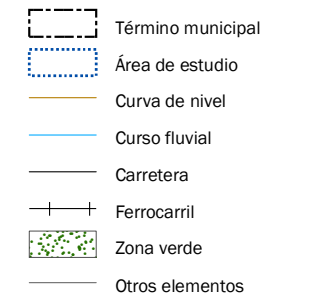 Término municipal
Área de estudio
Curva de nivel
Curso fluvial
Carretera
Ferrocarril
Zona verde
Otros elementos